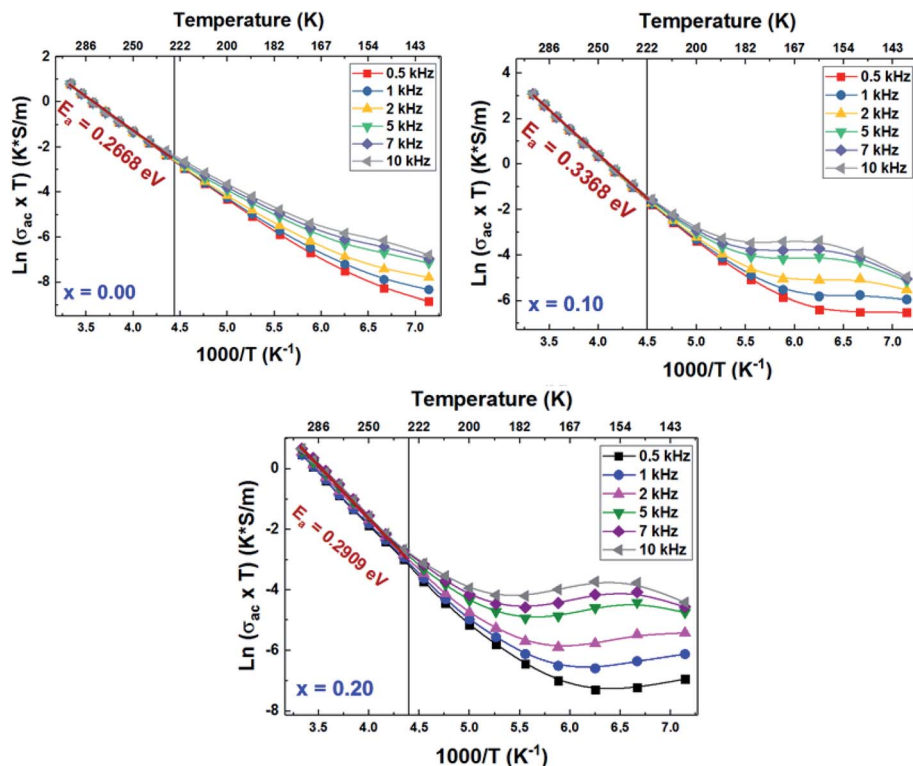 Temperature (K)
286 250 222 200 182 167 154 143
2
0
-2
-4
-6
-8
Ln (σac x T) (K*S/m)
0.5 kHz
1 kHz
2 kHz
5 kHz
7 kHz
10 kHz
Ea = 0.2668 eV
x = 0.00
3.5 4.0 4.5 5.0 5.5 6.0 6.5 7.0
1000/T (K-1)
Temperature (K)
286 250 222 200 182 167 154 143
4
2
0
-2
-4
-6
Ln (σac x T) (K*S/m)
0.5 kHz
1 kHz
2 kHz
5 kHz
7 kHz
10 kHz
Ea = 0.3368 eV
x = 0.10
3.5 4.0 4.5 5.0 5.5 6.0 6.5 7.0
1000/T (K-1)
Temperature (K)
286 250 222 200 182 167 154 143
0
-2
-4
-6
-8
Ln (σac x T) (K*S/m)
0.5 kHz
1 kHz
2 kHz
5 kHz
7 kHz
10 kHz
Ea = 0.2909 eV
x = 0.20
3.5 4.0 4.5 5.0 5.5 6.0 6.5 7.0
1000/T (K-1)